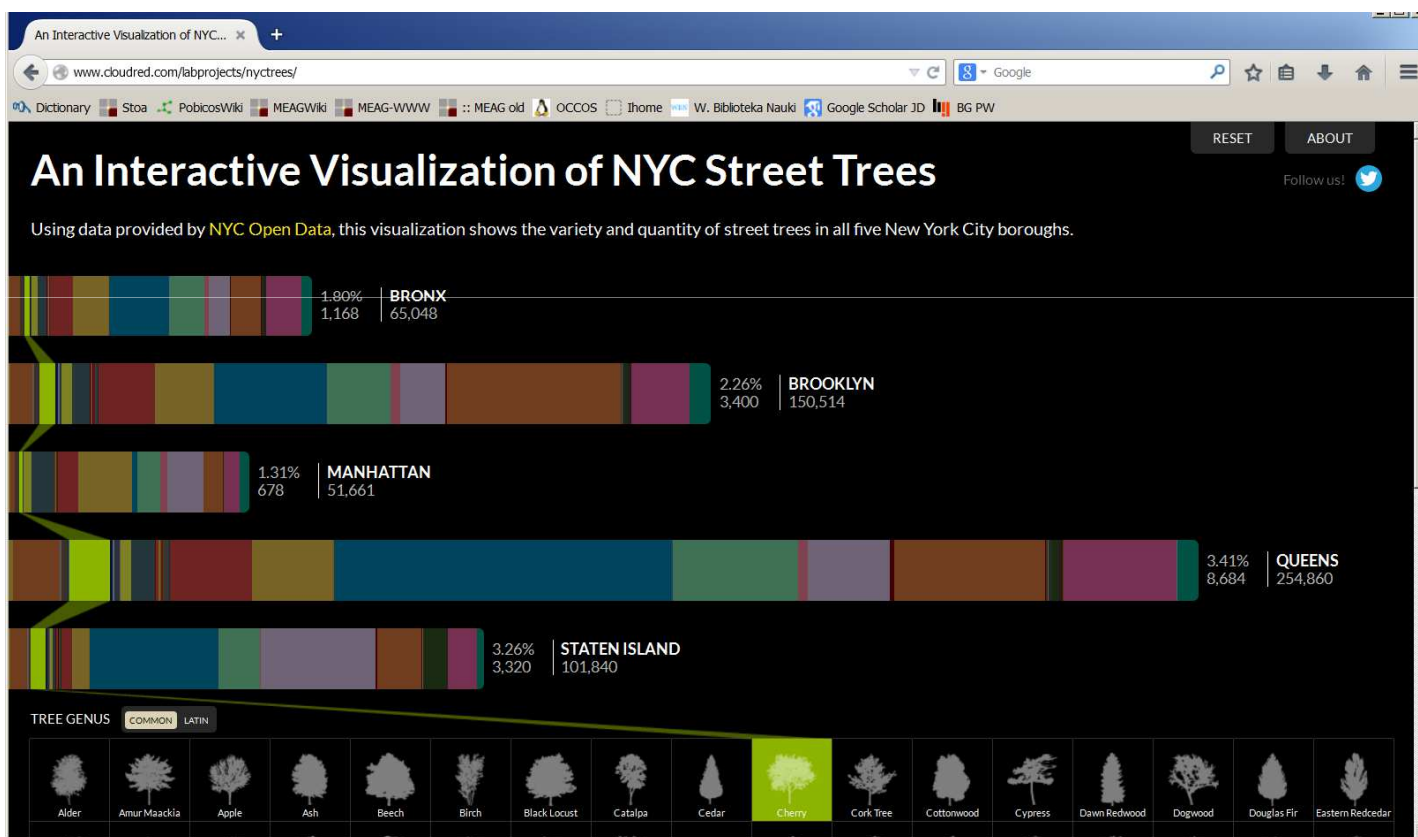 An Interactive Visualization of NYC...
www.cloudred.com/labprojects/nyctrees/
Google
Dictionary Stoa PobicosWiki MEAGWiki MEAG-WWW :: MEAG old OCCOS Ihome W. Biblioteka Nauki Google Scholar JD BG PW
RESET ABOUT
An Interactive Visualization of NYC Street Trees
Follow us!
Using data provided by NYC Open Data, this visualization shows the variety and quantity of street trees in all five New York City boroughs.
1.80% BRONX
1,168 65,048
2.26% BROOKLYN
3,400 150,514
1.31% MANHATTAN
678 51,661
3.41% QUEENS
8,684 254,860
3.26% STATEN ISLAND
3,320 101,840
TREE GENUS COMMON LATIN
Alder Amur Maackia Apple Ash Beech Birch Black Locust Catalpa Cedar Cherry Cork Tree Cottonwood Cypress Dawn Redwood Dogwood Douglas Fir Eastern Redcedar